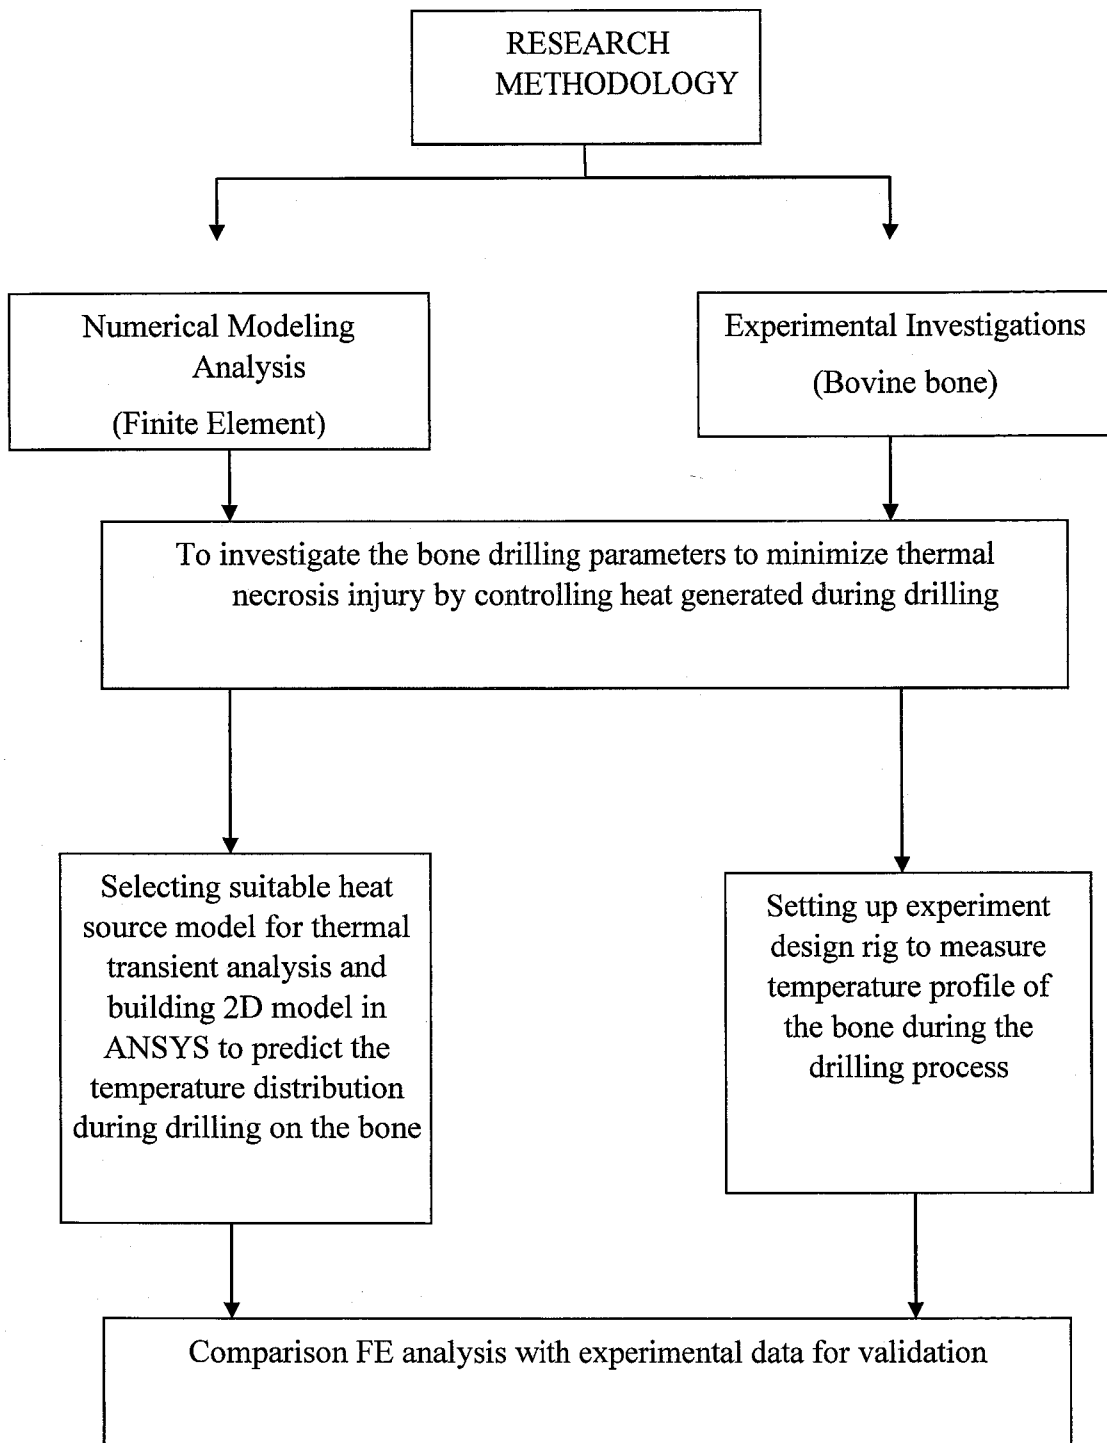 RESEARCH
METHODOLOGY
Numerical Modeling
Analysis
(Finite Element)
Experimental Investigations
(Bovine bone)
To investigate the bone drilling parameters to minimize thermal
necrosis injury by controlling heat generated during drilling
Selecting suitable heat
source model for thermal
transient analysis and
building 2D model in
ANSYS to predict the
temperature distribution
during drilling on the bone
Setting up experiment
design rig to measure
temperature profile of
the bone during the
drilling process
Comparison FE analysis with experimental data for validation